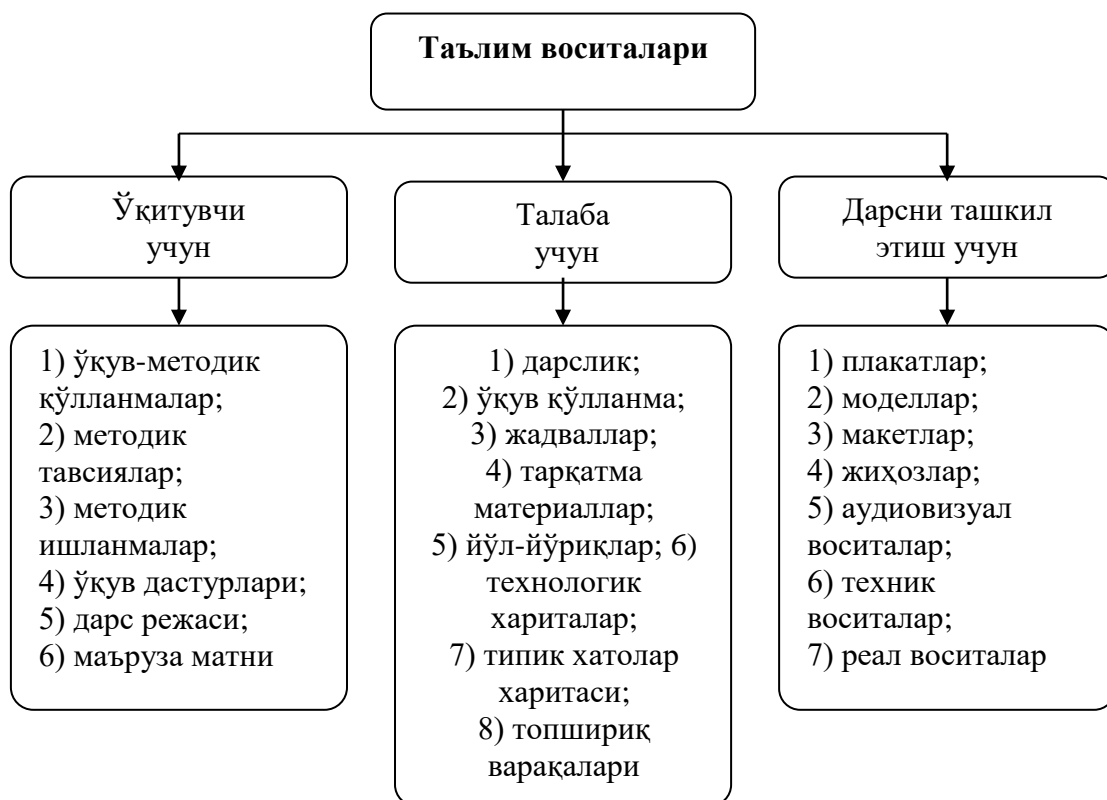 Таълим воситалари
Ўқитувчи
учун
Талаба
учун
Дарсни ташкил
этиш учун
1) ўқув-методик
қўлланмалар;
2) методик
тавсиялар;
3) методик
ишланмалар;
4) ўқув дастурлари;
5) дарс режаси;
6) маъруза матни
1) дарслик;
2) ўқув қўлланма;
3) жадваллар;
4) тарқатма
материаллар;
5) йўл-йўриқлар; 6)
технологик
хариталар;
7) типик хатолар
харитаси;
8) топшириқ
варақалари
1) плакатлар;
2) моделлар;
3) макетлар;
4) жиҳозлар;
5) аудиовизуал
воситалар;
6) техник
воситалар;
7) реал воситалар